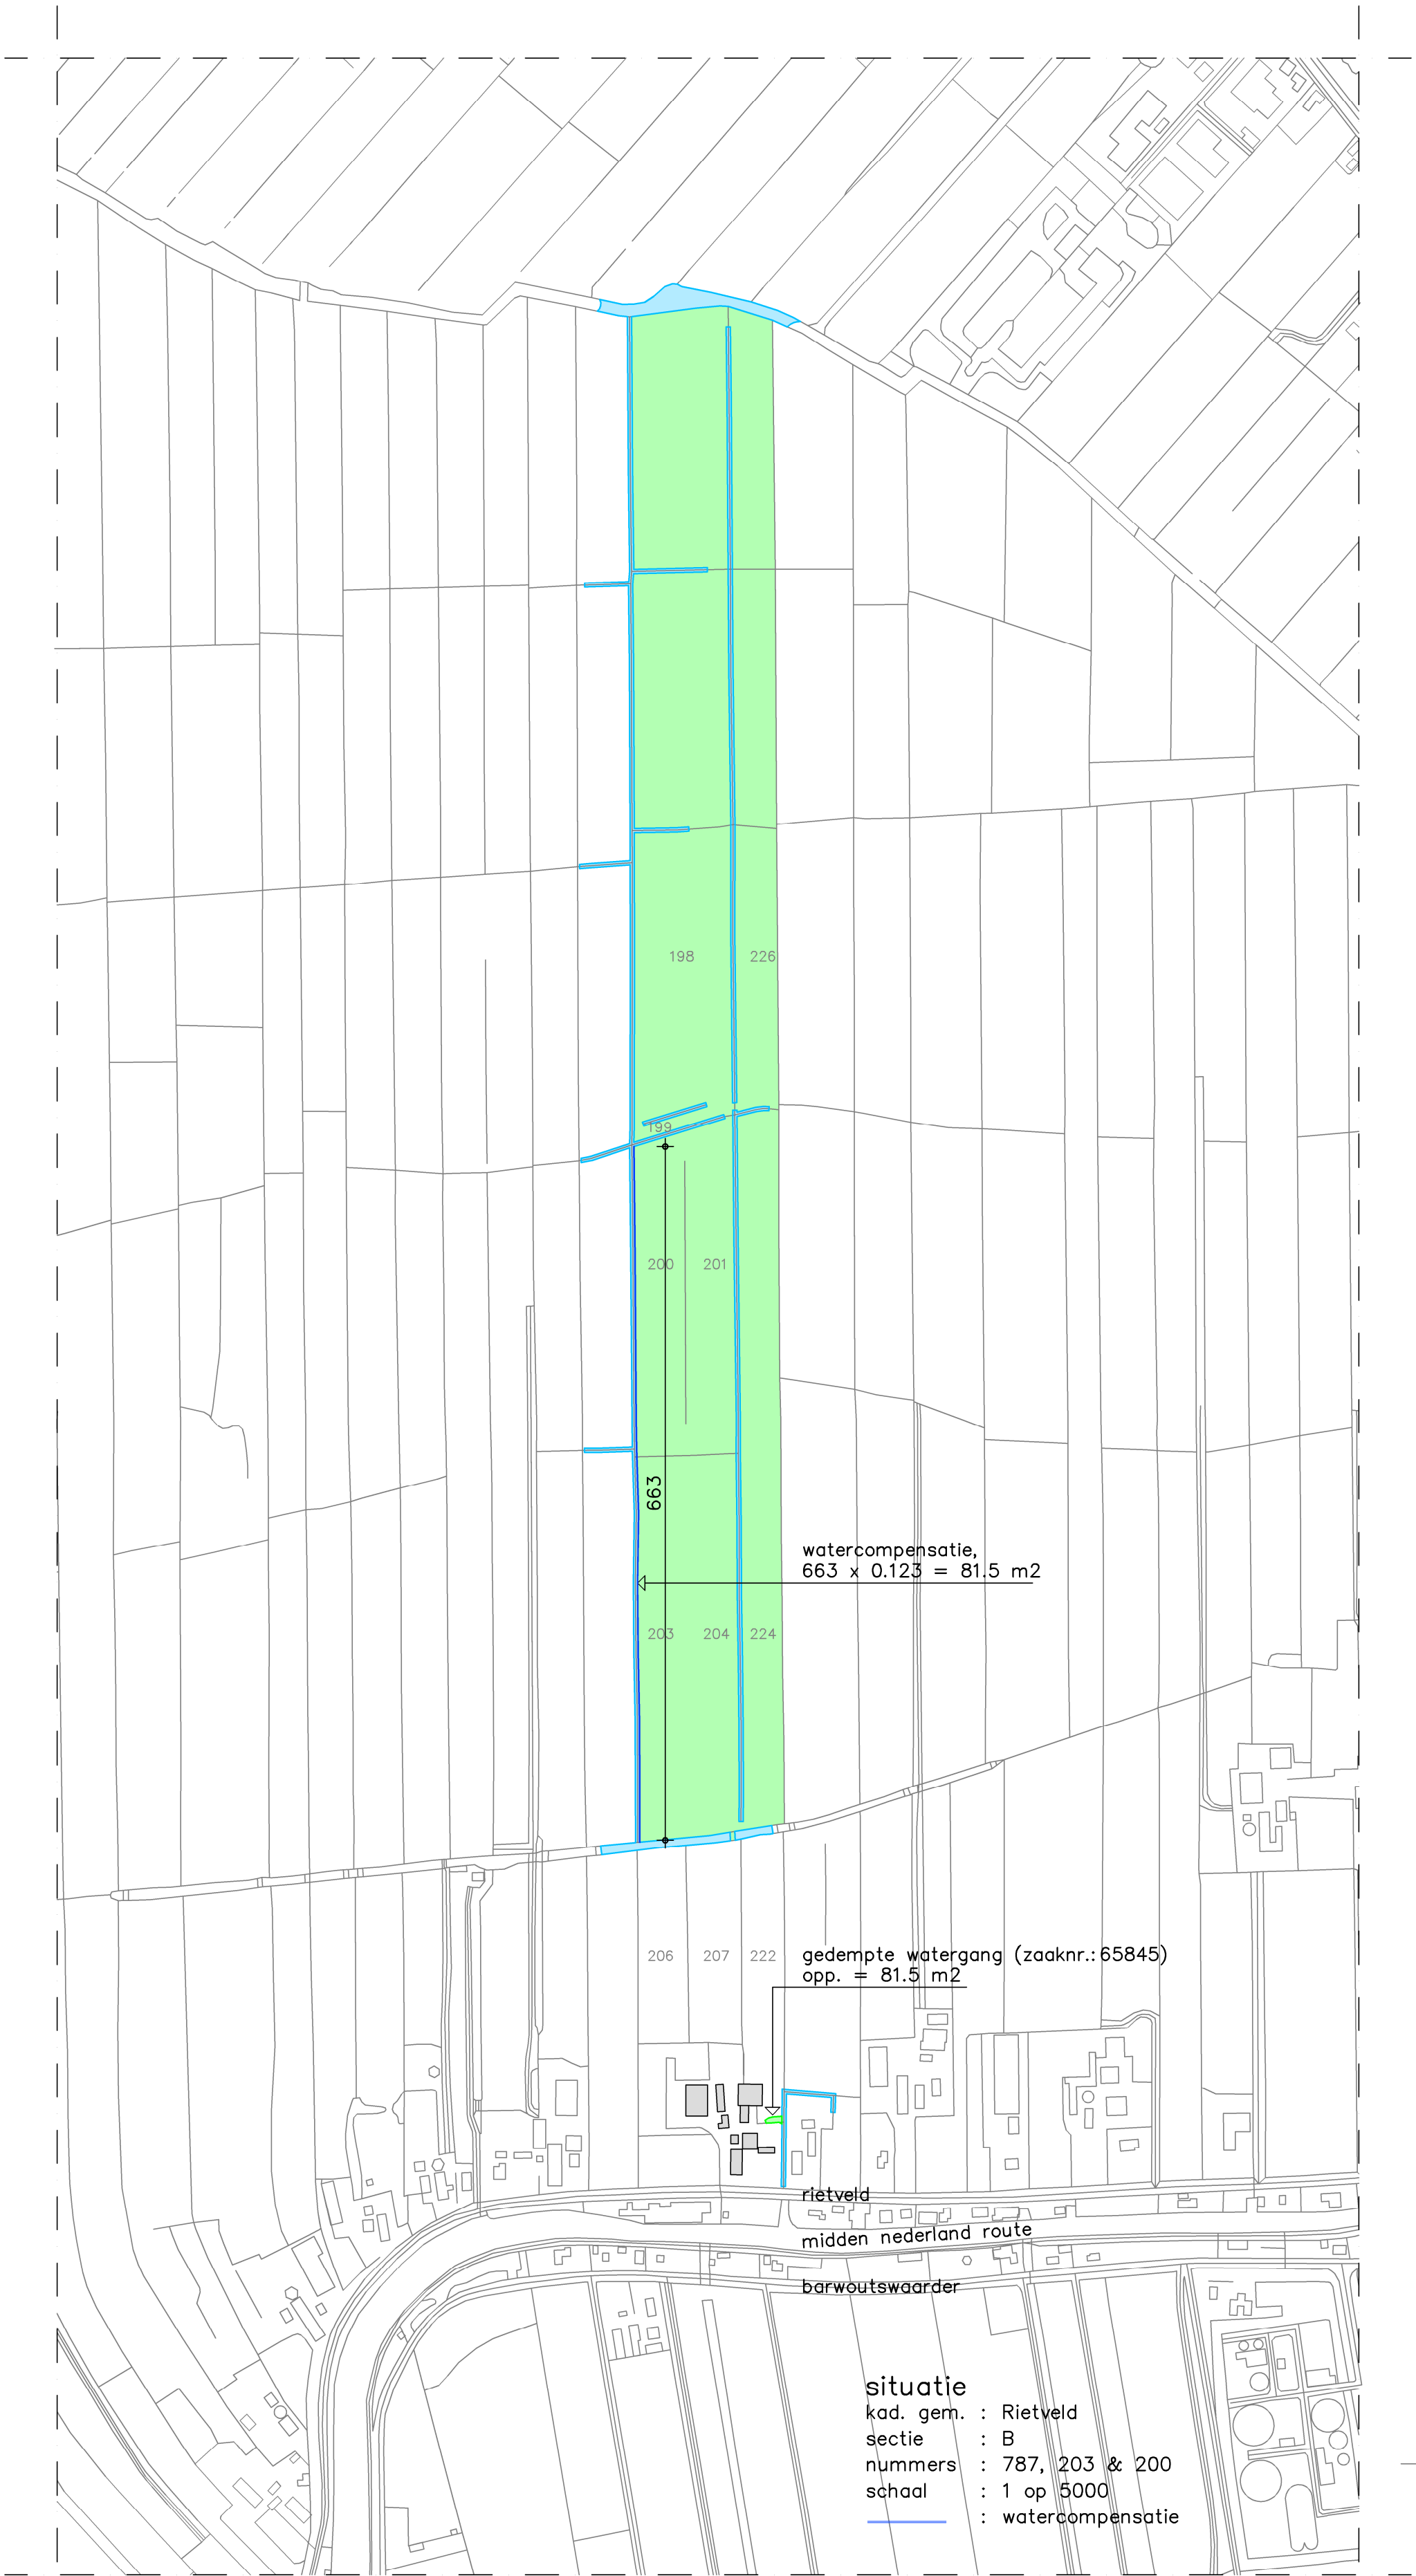 198
226
199
200
201
663
watercompensatie,
663 x 0.123 = 81.5 m2
203
204
224
206
207
222
gedempte watergang (zaaknr.: 65845)
opp. = 81.5 m2
rietveld
midden nederland route
barwoutswaarder
situatie
kad. gem. : Rietveld
sectie : B
nummers : 787, 203 & 200
schaal : 1 op 5000
: watercompensatie